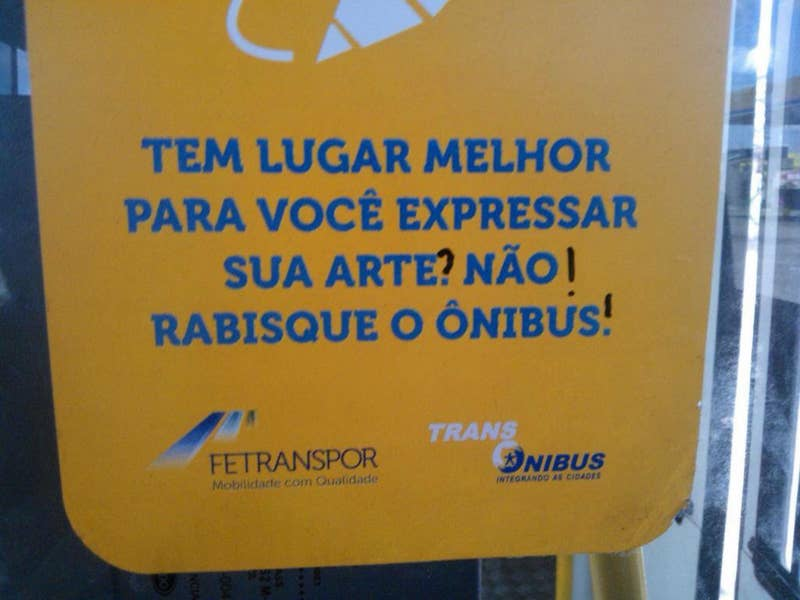 TEM LUGAR MELHOR
PARA VOCÊ EXPRESSAR
SUA ARTE? NÃO!
RABISQUE O ÔNIBUS!
FETRANSPOR
Mobilidade com Qualidade
TRANS
ÔNIBUS
INTEGRANDO AS CIDADES